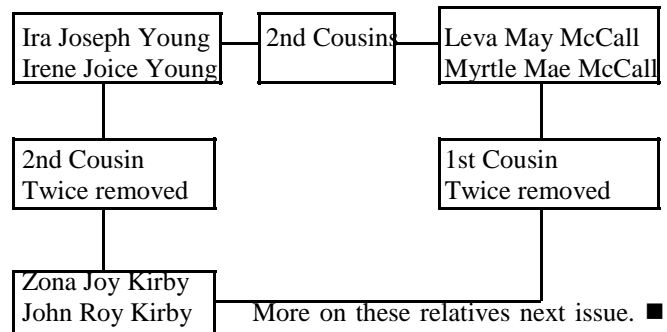 Ira Joseph Young
Irene Joice Young
2nd Cousins
Leva May McCall
Myrtle Mae McCall
2nd Cousin
Twice removed
1st Cousin
Twice removed
Zona Joy Kirby
John Roy Kirby
More on these relatives next issue. ■